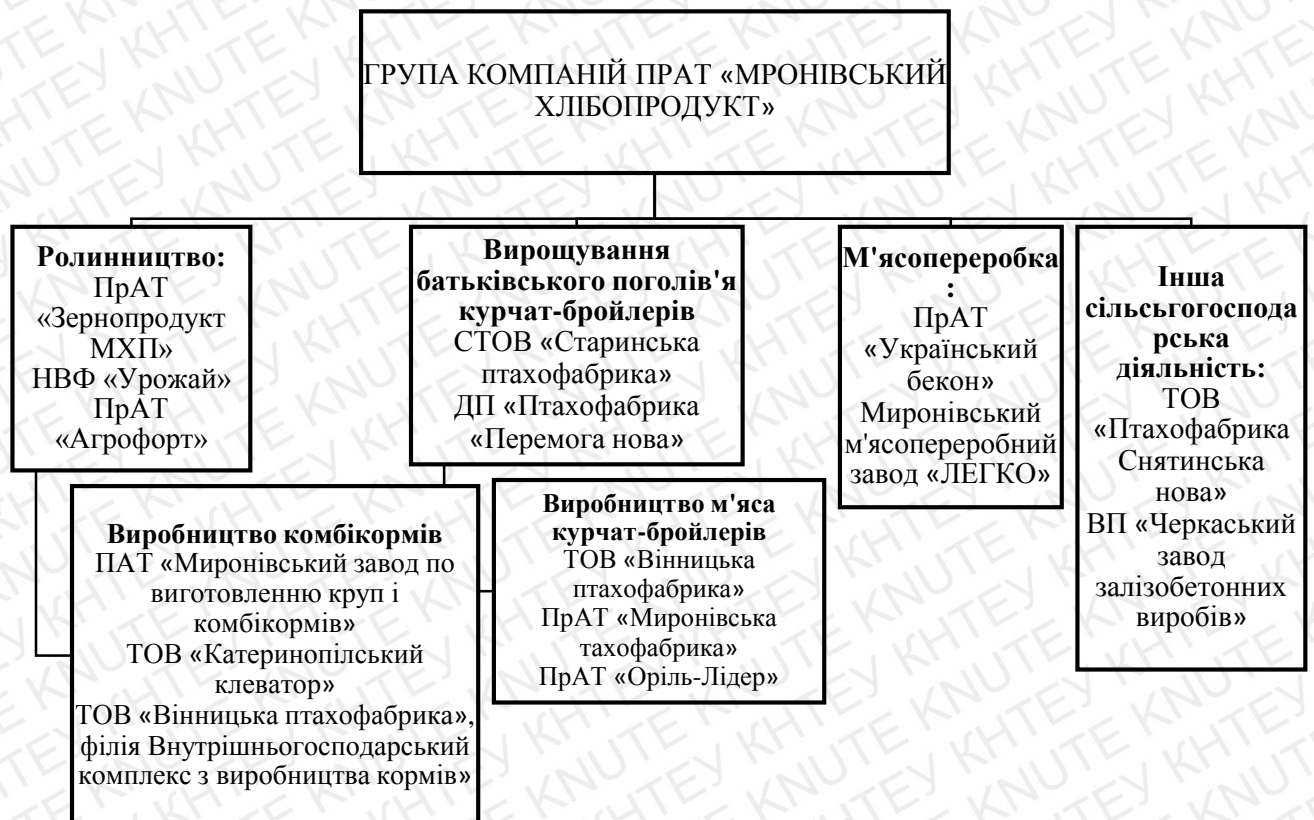 ГРУПА КОМПАНІЙ ПРАТ «МРОНІВСЬКИЙ
ХЛІБОПРОДУКТ»
Ролинництво:
ПрАТ
«Зернопродукт
МХП»
НВФ «Урожай»
ПрАТ
«Агрофорт»
Вирощування
батьківського поголів'я
курчат-бройлерів
СТОВ «Старинська
птахофабрика»
ДП «Птахофабрика
«Перемога нова»
М'ясопереробка
:
ПрАТ
«Український
бекон»
Миронівський
м'ясопереробний
завод «ЛЕГКО»
Інша
сільсьгогоспода
рська
діяльність:
ТОВ
«Птахофабрика
Снятинська
нова»
ВП «Черкаський
завод
залізобетонних
виробів»
Виробництво комбікормів
ПАТ «Миронівський завод по
виготовленню круп і
комбікормів»
ТОВ «Катеринопілський
клеватор»
ТОВ «Вінницька птахофабрика»,
філія Внутрішньогосподарський
комплекс з виробництва кормів»
Виробництво м'яса
курчат-бройлерів
ТОВ «Вінницька
птахофабрика»
ПрАТ «Миронівська
тахофабрика»
ПрАТ «Оріль-Лідер»